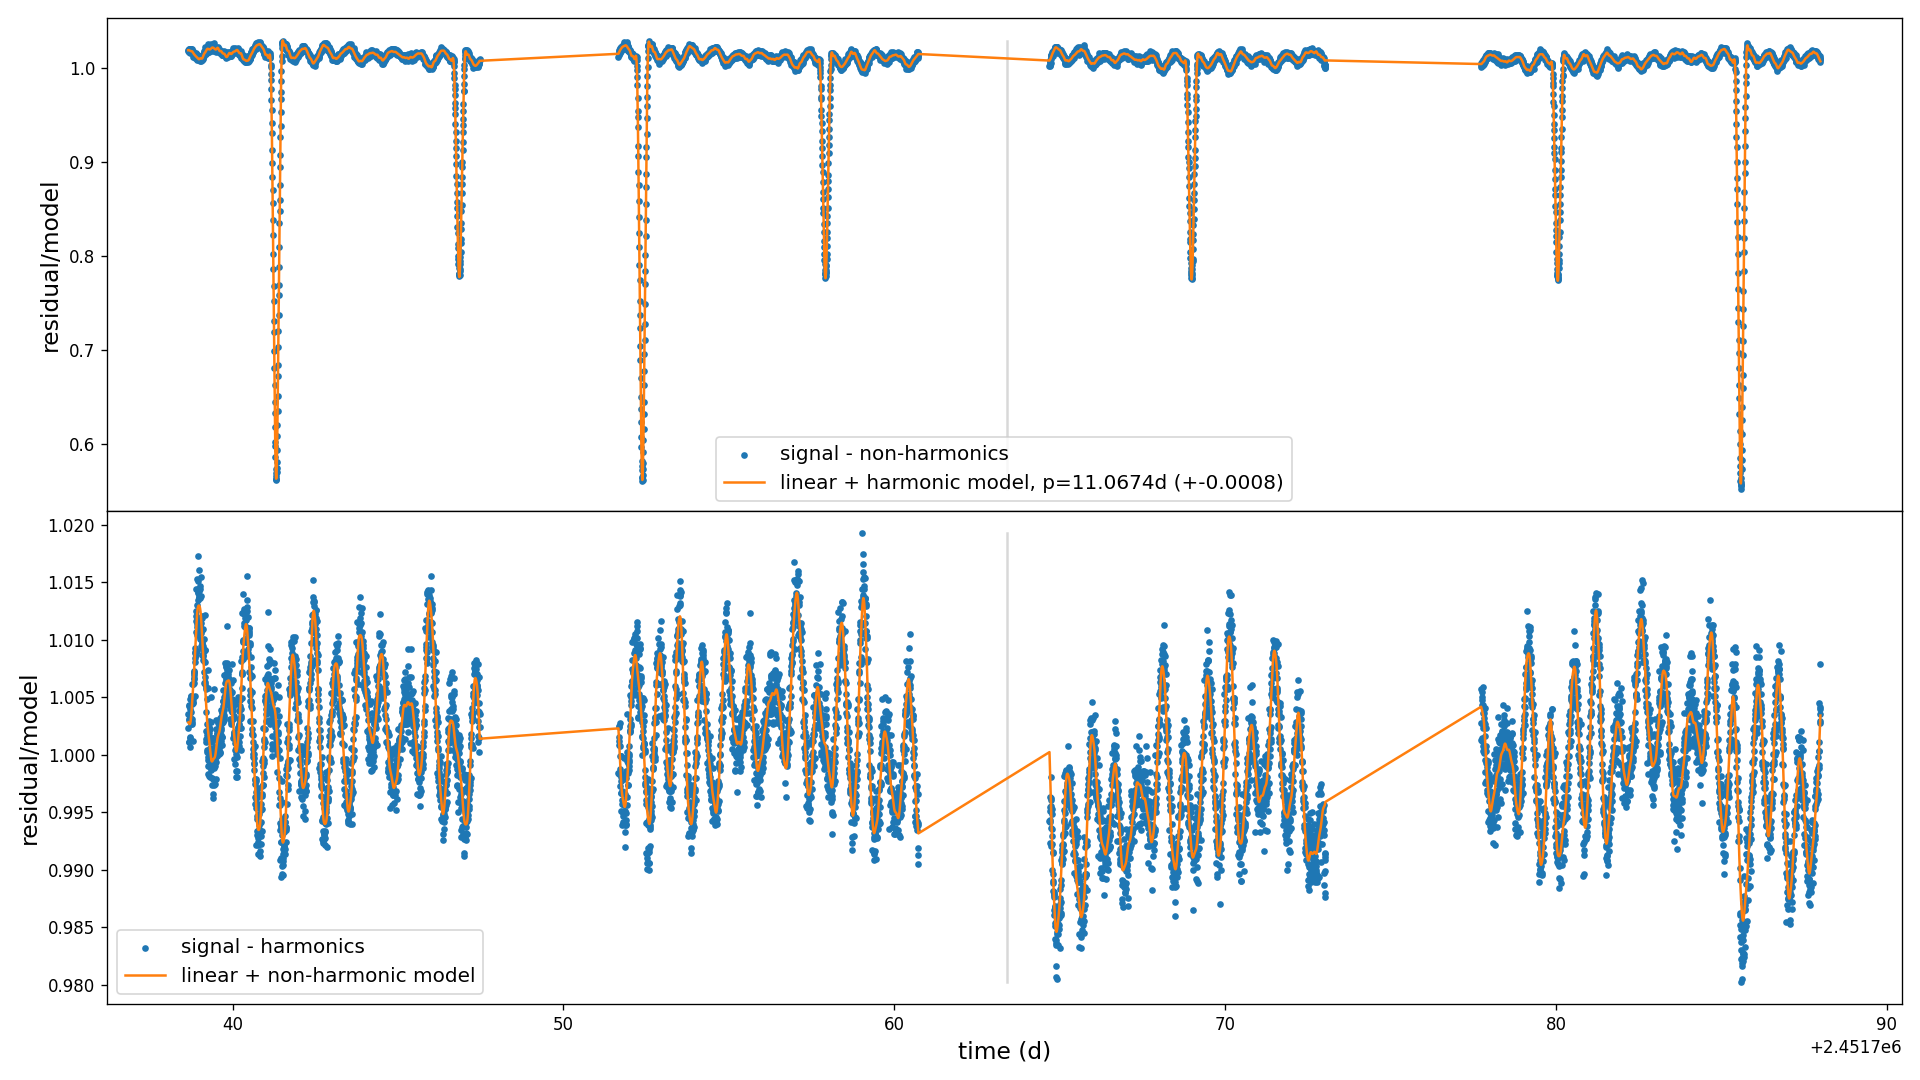 residual/model
1.0
0.9
0.8
0.7
0.6
signal - non-harmonics
linear + harmonic model, p=11.0674d (+-0.0008)
residual/model
1.020
1.015
1.010
1.005
1.000
0.995
0.990
0.985
0.980
signal - harmonics
linear + non-harmonic model
40 50 60 70 80 90
time (d)
+2.4517e6